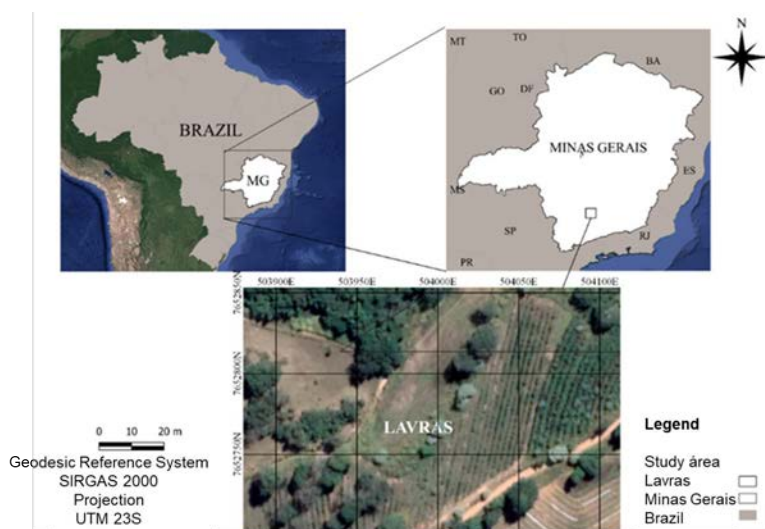 N
BRAZIL
MG
MT
TO
BA
GO
DF
MINAS GERAIS
MS
ES
SP
RJ
PR
503900E
503950E
504000E
504050E
504100E
7652850N
7652800N
7652750N
LAVRAS
0 10 20 m
Geodesic Reference System
SIRGAS 2000
Projection
UTM 23S
Legend
Study área
Lavras
Minas Gerais
Brazil